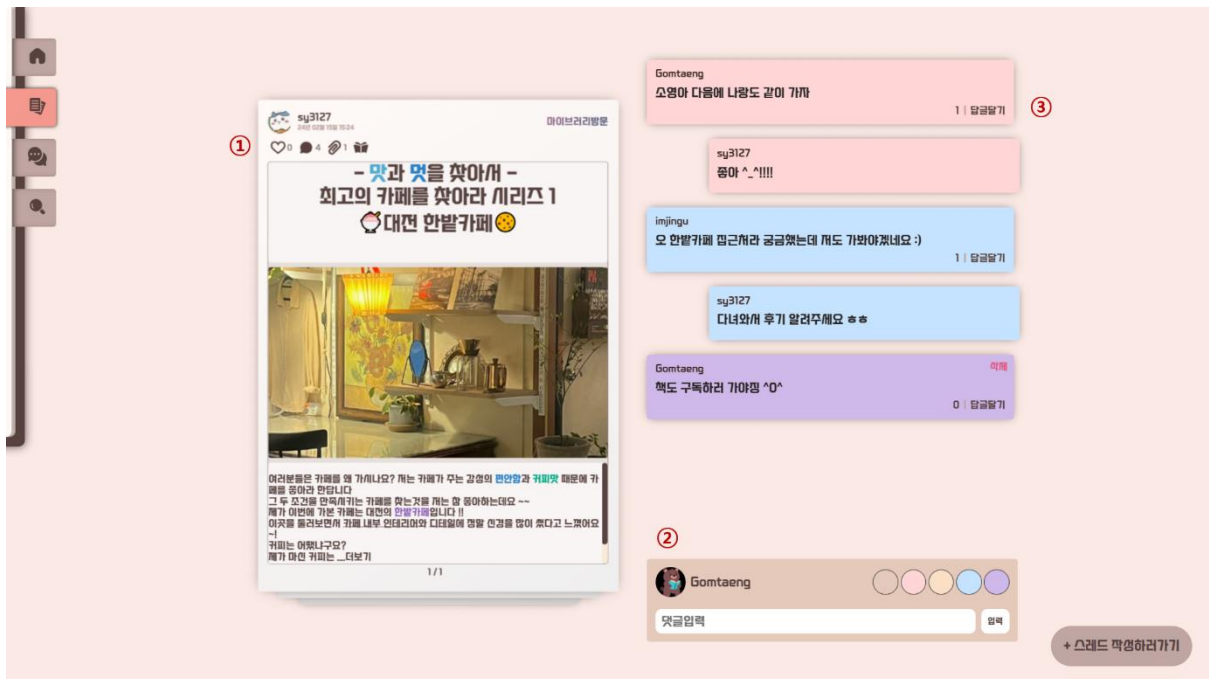 ①
sy3127
24년 02월 15일 15:24
마이브러리방문
0 4 1
- 맛과 멋을 찾아서 -
최고의 카페를 찾아라 시리즈 1
대전 한밭카페
여러분들은 카페를 왜 가시나요? 저는 카페가 주는 감성의 편안함과 커피맛 때문에 카
페를 좋아라 한답니다
그 두 조건을 만족시키는 카페를 찾는것을 저는 참 좋아하는데요 ~~
제가 이번에 가본 카페는 대전의 한밭카페입니다 !!
이곳을 둘러보면서 카페 내부 인테리어와 디테일에 정말 신경을 많이 썼다고 느꼈어요
~!
커피는 어땠냐구요?
제가 마신 커피는 ...더보기
1/1
Gomtaeng
소영아 다음에 나랑도 같이 가자
1 | 답글달기
③
sy3127
좋아 ^_^!!!!
imjingu
오 한밭카페 집근처라 궁금했는데 저도 가봐야겠네요 :)
1 | 답글달기
sy3127
다녀와서 후기 알려주세요 ㅎㅎ
Gomtaeng
삭제
책도 구독하러 가야징 ^0^
0 | 답글달기
②
Gomtaeng
댓글입력
입력
+ 스레드 작성하러가기